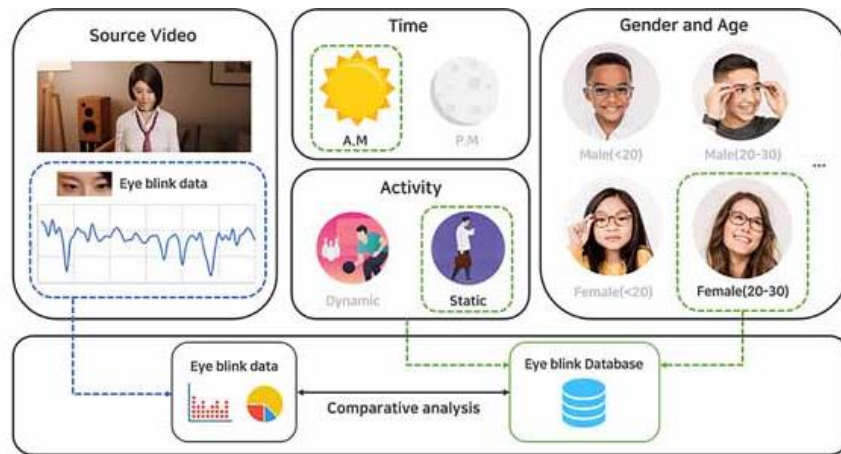 Source Video
Eye blink data
Time
A.M
P.M
Activity
Dynamic
Static
Gender and Age
Male(<20)
Male(20-30)
...
Female(<20)
Female(20-30)
Eye blink data
Comparative analysis
Eye blink Database